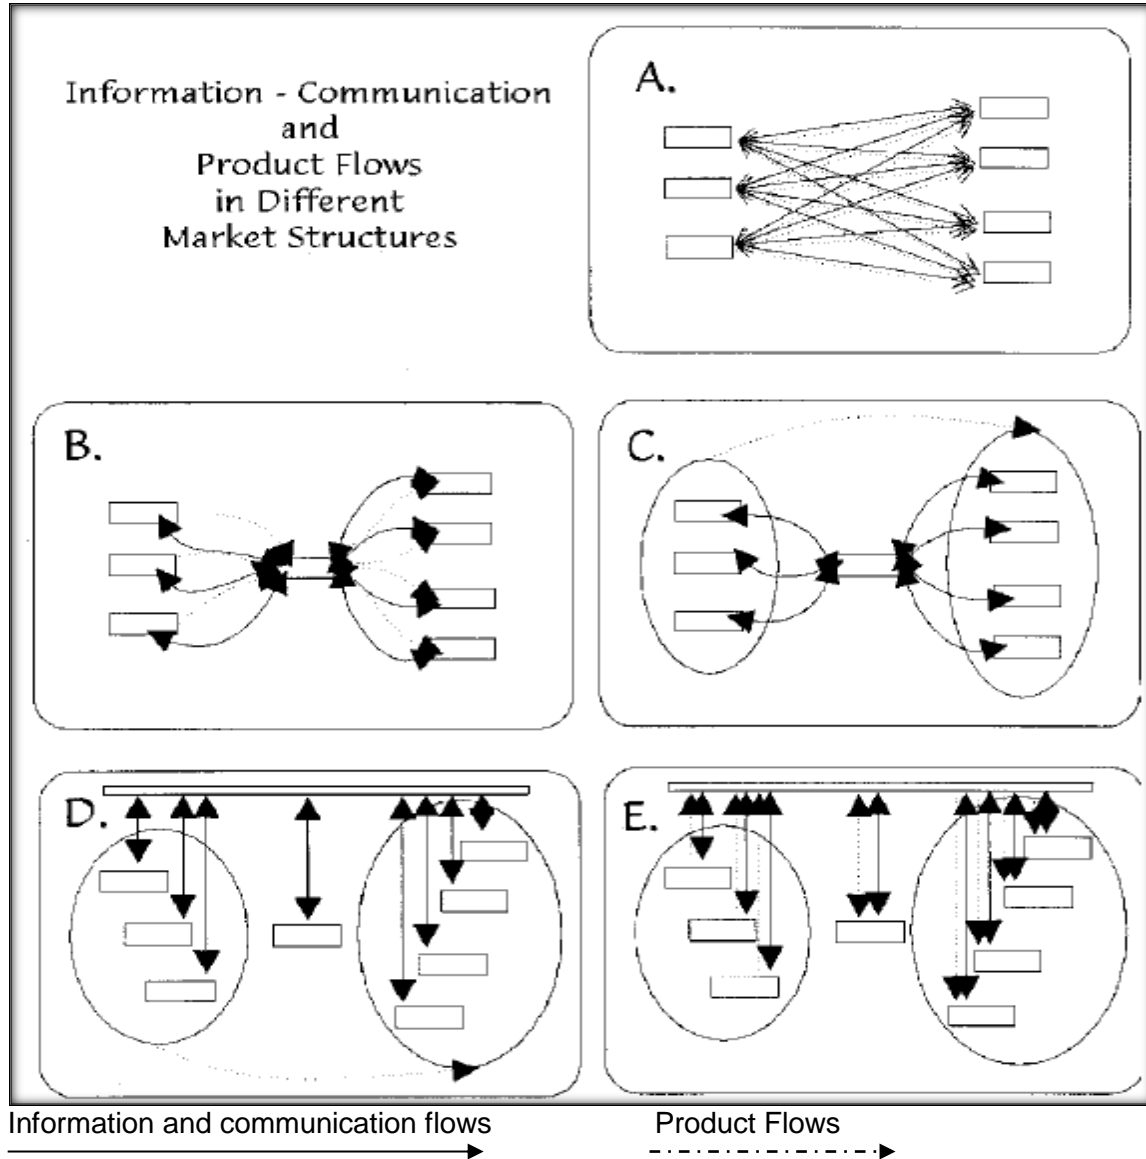 Information - Communication
and
Product Flows
in Different
Market Structures
A.
B.
C.
D.
E.
Information and communication flows
Product Flows